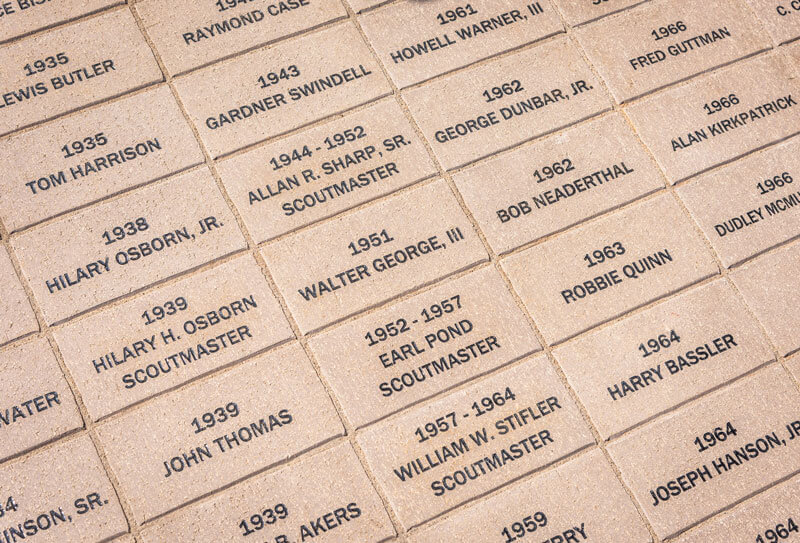 1935
LEWIS BUTLER
1935
TOM HARRISON
1938
HILARY OSBORN, JR.
1939
HILARY H. OSBORN
SCOUTMASTER
1939
JOHN THOMAS
1939
AKERS
RAYMOND CASE
1943
GARDNER SWINDELL
1944 - 1952
ALLAN R. SHARP, SR.
SCOUTMASTER
1951
WALTER GEORGE, III
1952 - 1957
EARL POND
SCOUTMASTER
1957 - 1964
WILLIAM W. STIFLER
SCOUTMASTER
1959
1961
HOWELL WARNER, III
1962
GEORGE DUNBAR, JR.
1962
BOB NEADERTHAL
1963
ROBBIE QUINN
1964
HARRY BASSLER
1964
JOSEPH HANSON, JR.
1964
1966
FRED GUTTMAN
1966
ALAN KIRKPATRICK
1966
DUDLEY
SR.